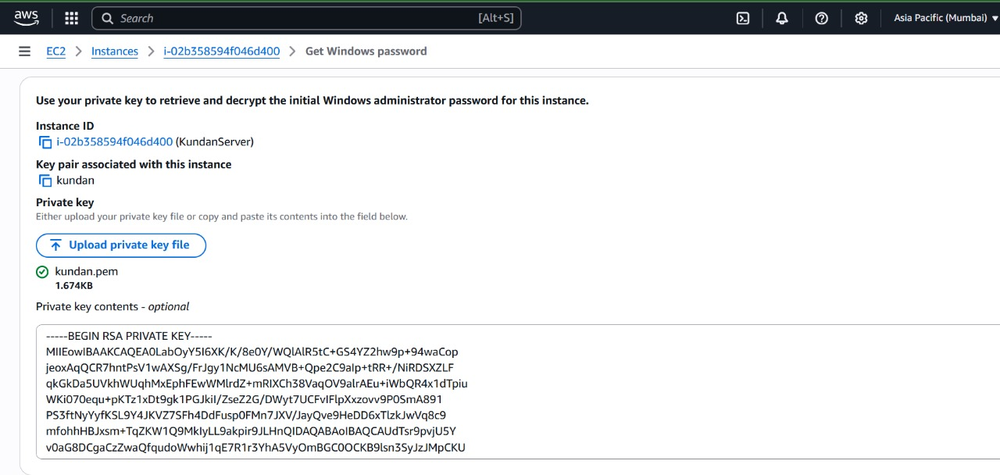 aws
Search [Alt+S]
Asia Pacific (Mumbai)
EC2 > Instances > i-02b358594f046d400 > Get Windows password
Use your private key to retrieve and decrypt the initial Windows administrator password for this instance.
Instance ID
i-02b358594f046d400 (KundanServer)
Key pair associated with this instance
kundan
Private key
Either upload your private key file or copy and paste its contents into the field below.
Upload private key file
kundan.pem
1.674KB
Private key contents - optional
-----BEGIN RSA PRIVATE KEY-----
MIIEowIBAAKCAQEA0LabOyY5I6XK/K/8e0Y/WQlAlR5tC+GS4YZ2hw9p+94waCop
jeoxAqQCR7hntPsV1wAXSg/FrJgy1NcMU6sAMVB+Qpe2C9aIp+tRR+/NiRDSXZLF
qkGkDa5UVkhWUqhMxEphFEwWMlrdZ+mRIXCh38VaqOV9alrAEu+iWbQR4x1dTpiu
WKi070equ+pKTz1xDt9gk1PGJkiI/ZseZ2G/DWyt7UCFvIFlpXxzovv9P0SmA891
PS3ftNyYyfKSL9Y4JKVZ7SFh4DdFusp0FMn7JXV/JayQve9HeDD6xTlzkJwVq8c9
mfohhHBJxsm+TqZKW1Q9MkIyLL9akpir9JLHnQIDAQABAoIBAQCAUdTsr9pvjU5Y
v0aG8DCgaCzZwaQfqudoWwhij1qE7R1r3YhA5VyOmBGC0OCKB9lsn3SyJzJMpCKU